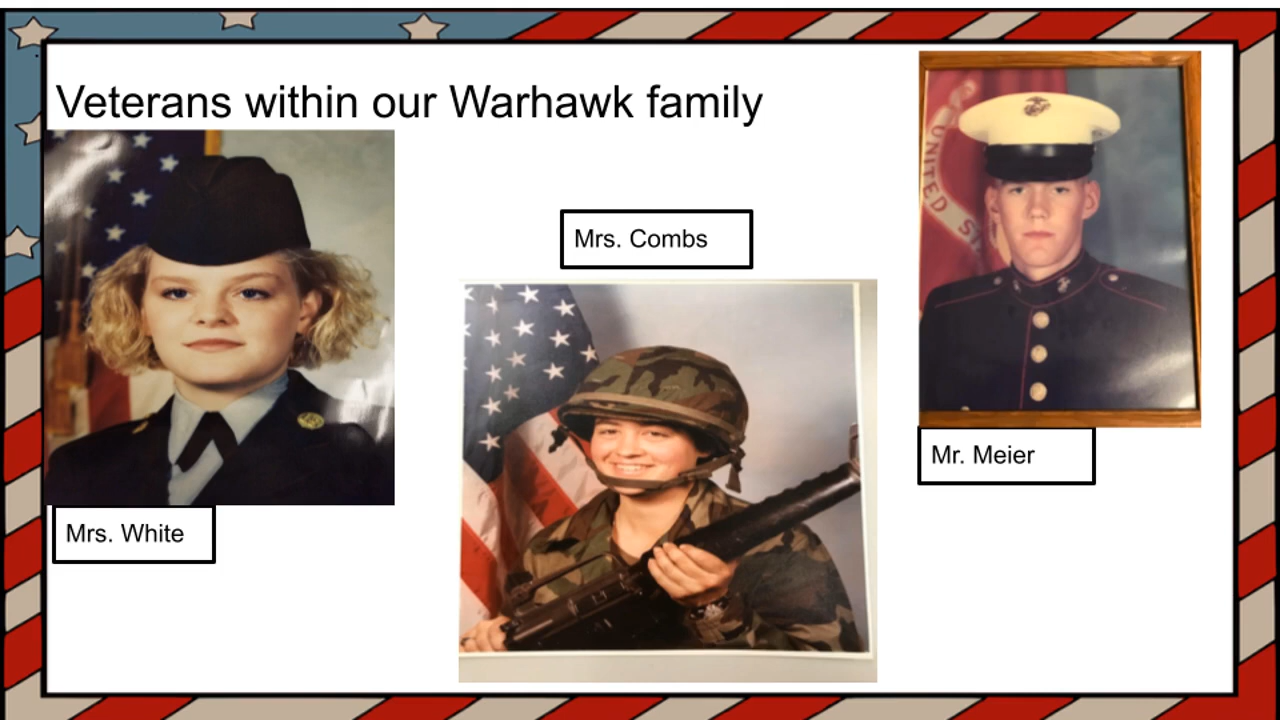 Veterans within our Warhawk family
Mrs. Combs
UNITED S
Mr. Meier
Mrs. White